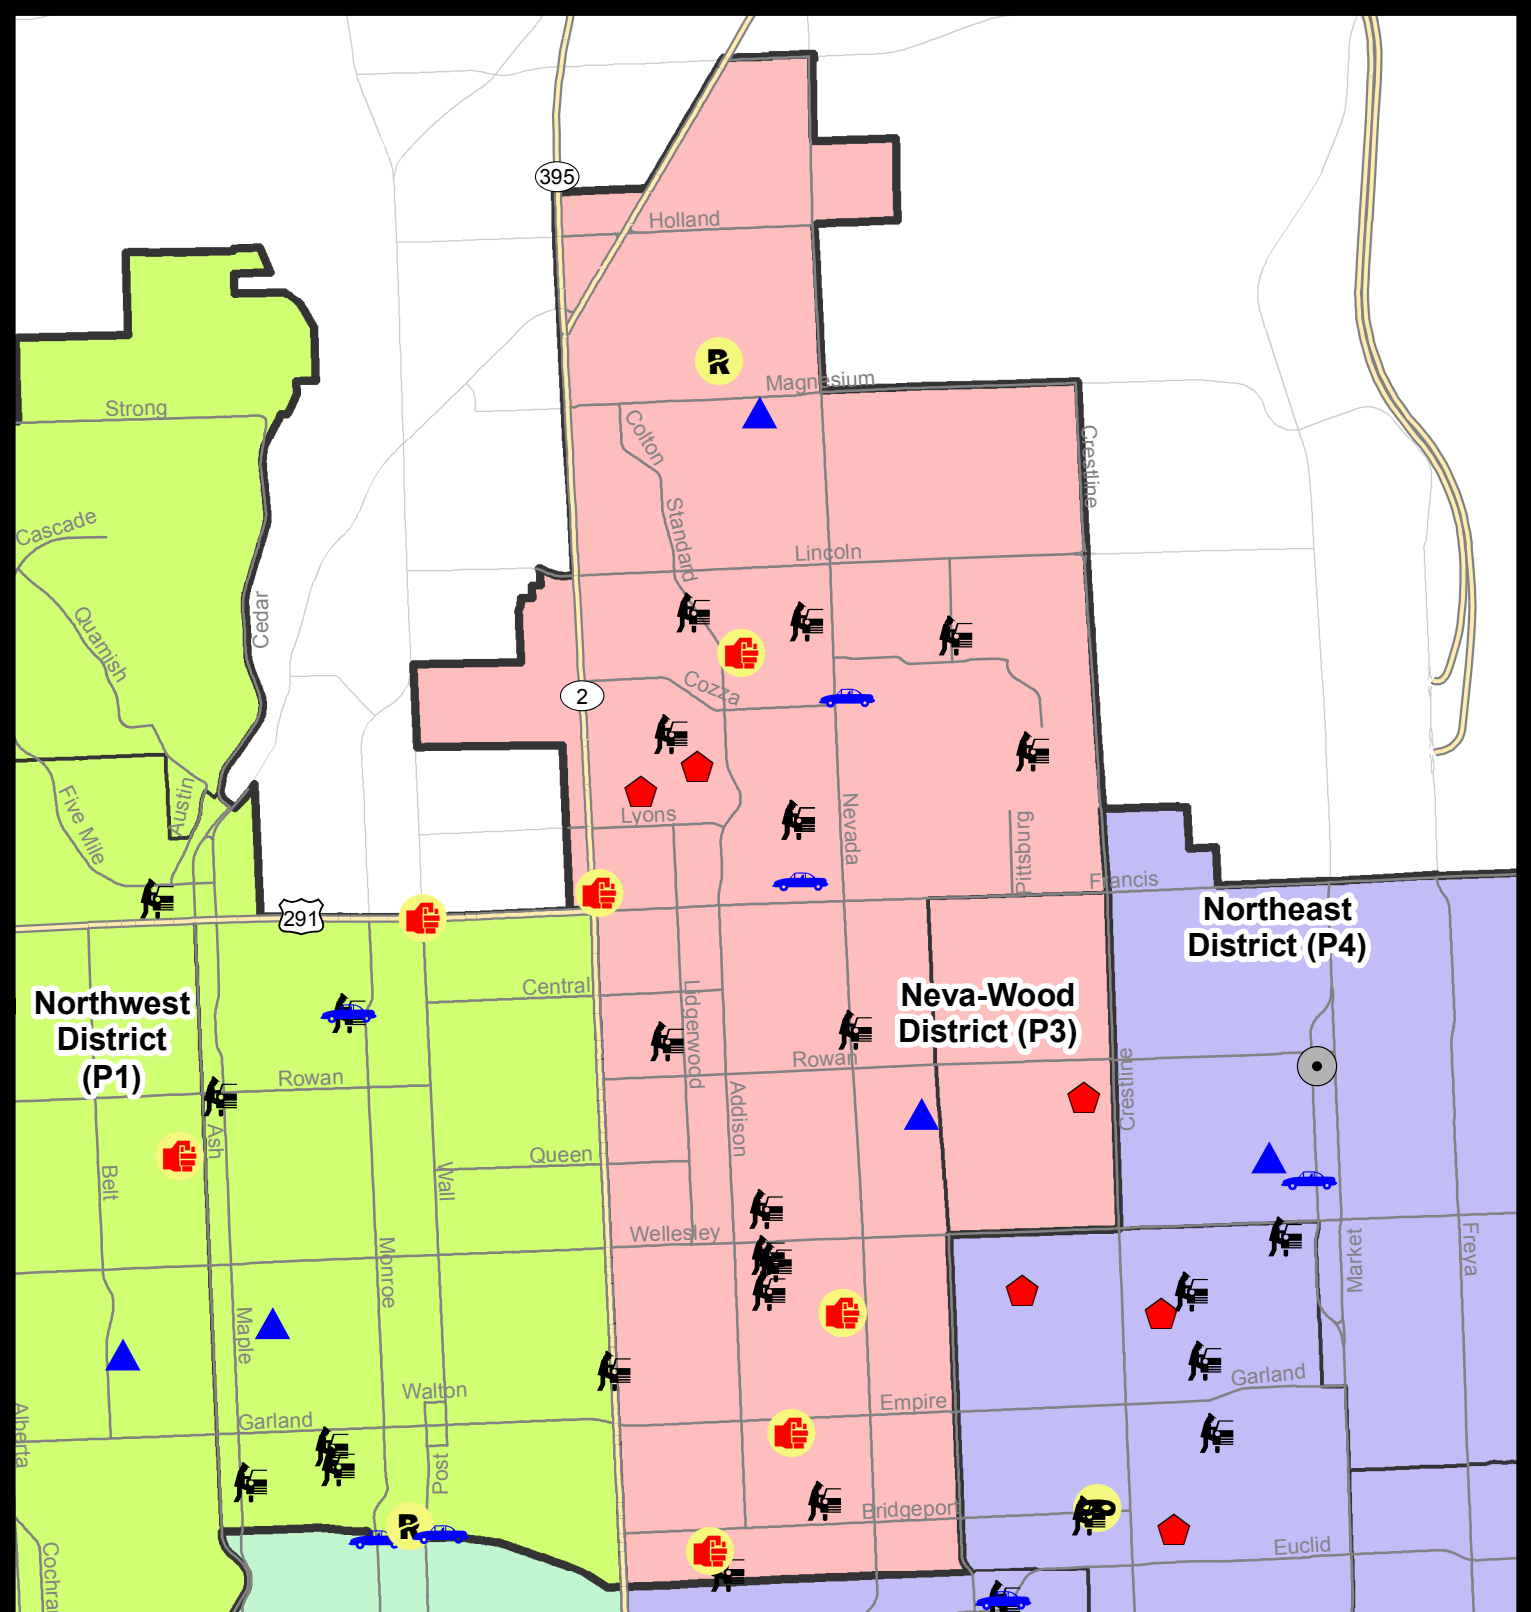 395
Holland
Magnesium
Strong
Colton
Crestline
Standard
Cascade
Lincoln
Quamish
Cedar
Cozza
2
Five Mile
Austin
Lyons
Nevada
Pittsburg
Francis
291
Northeast
District (P4)
Central
Lidgerwood
Northwest
District
(P1)
Neva-Wood
District (P3)
Rowan
Rowan
Crestline
Addison
Ash
Queen
Belt
Wall
Wellesley
Monroe
Market
Freya
Maple
Walton
Garland
Empire
Garland
Alberta
Post
Bridgeport
Euclid
Cochra
R
R